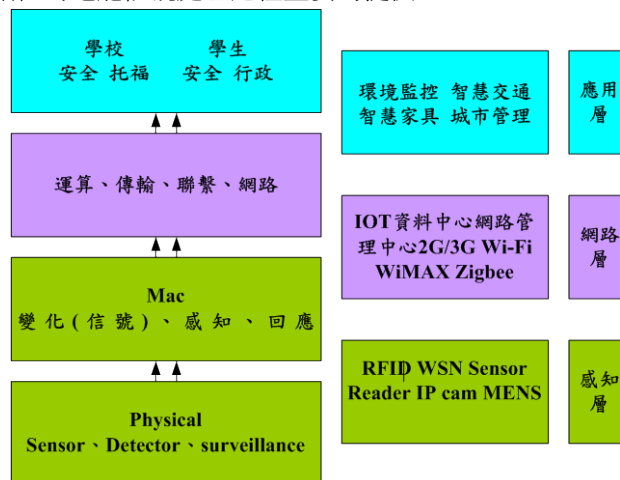 學校 學生
安全 托福 安全 行政
運算、傳輸、聯繫、網路
Mac
變 化 ( 信 號 ) 、 感 知 、 回 應
Physical
Sensor、Detector、surveillance
環境監控 智慧交通
智慧家具 城市管理
IOT資料中心網路管
理中心2G/3G Wi-Fi
WiMAX Zigbee
RFID WSN Sensor
Reader IP cam MENS
應用
層
網路
層
感知
層